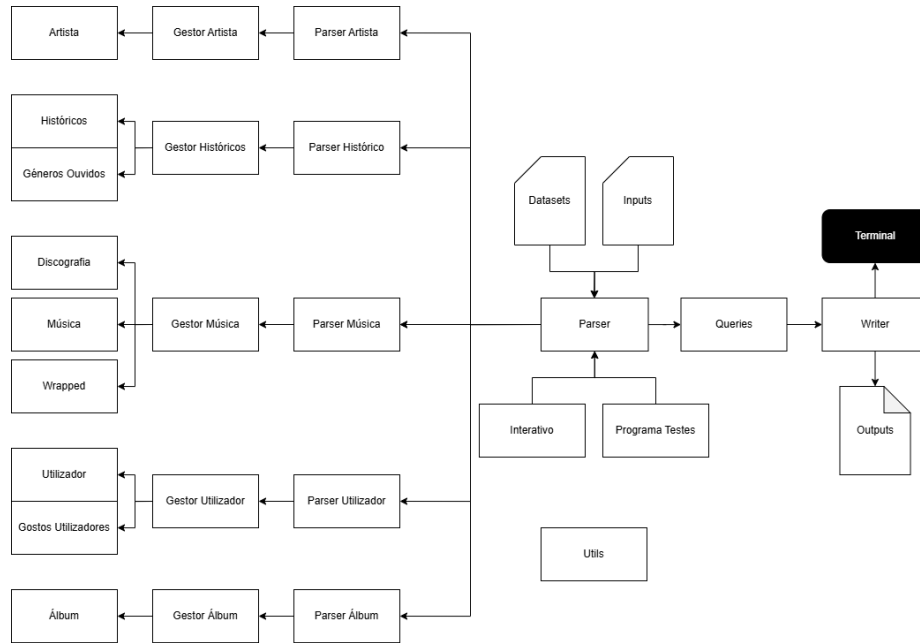 Artista
Gestor Artista
Parser Artista
Históricos
Géneros Ouvidos
Gestor Históricos
Parser Histórico
Datasets
Inputs
Terminal
Discografia
Música
Wrapped
Gestor Música
Parser Música
Parser
Queries
Writer
Interativo
Programa Testes
Outputs
Utilizador
Gostos Utilizadores
Gestor Utilizador
Parser Utilizador
Utils
Álbum
Gestor Álbum
Parser Álbum